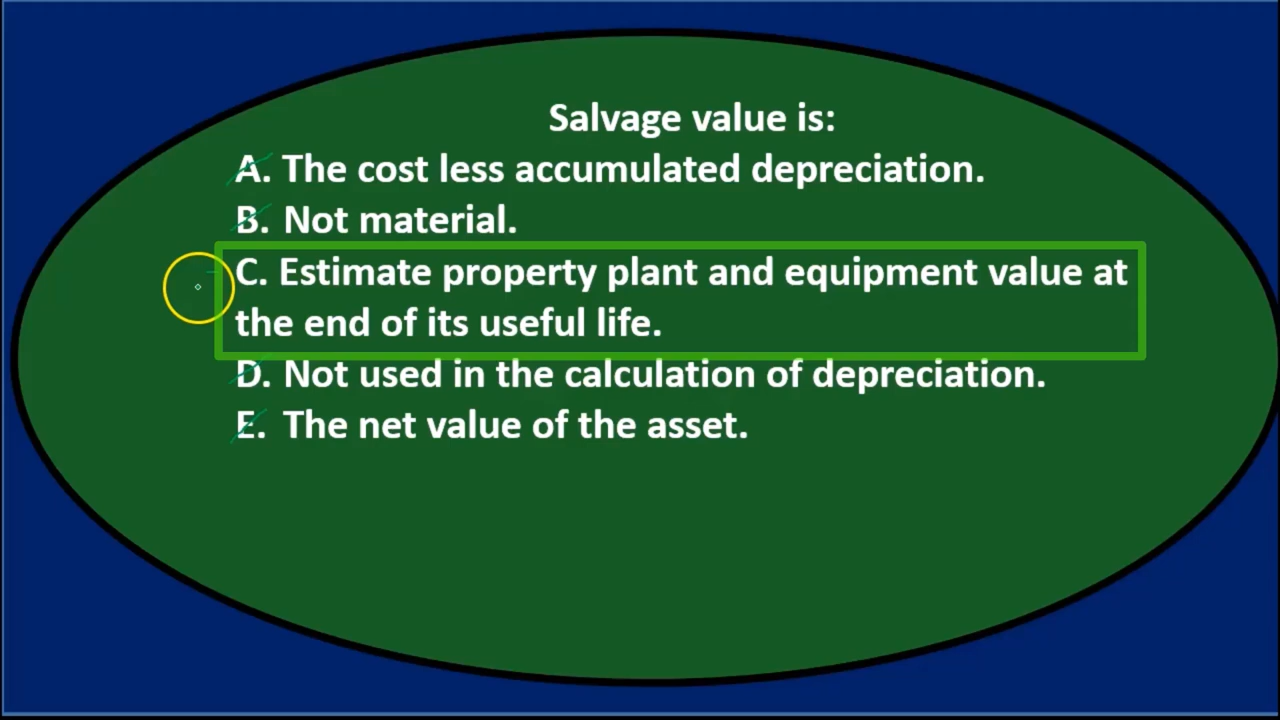 Salvage value is:
A. The cost less accumulated depreciation.
B. Not material.
C. Estimate property plant and equipment value at
the end of its useful life.
D. Not used in the calculation of depreciation.
E. The net value of the asset.